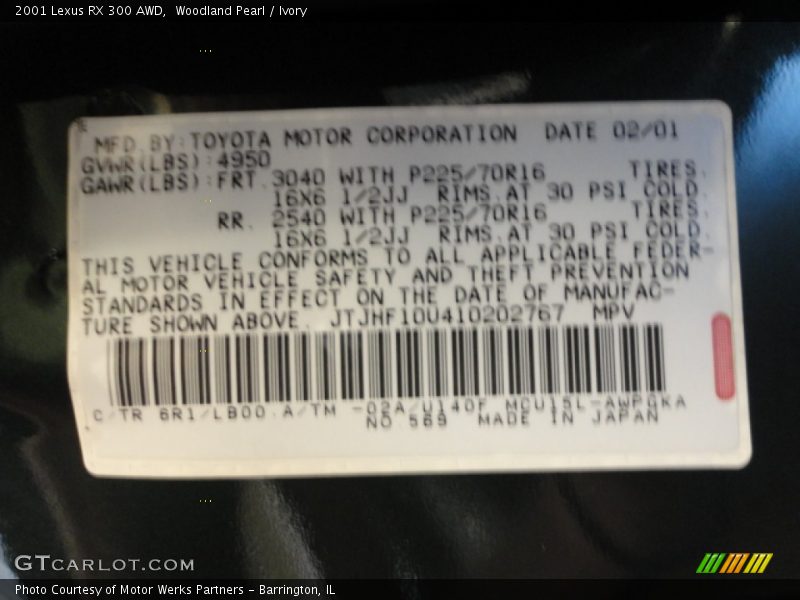 2001 Lexus RX 300 AWD,  Woodland Pearl / Ivory
MFD. BY: TOYOTA MOTOR CORPORATION DATE 02/01
GVWR(LBS):4950
GAWR(LBS):FRT. 3040 WITH P225/70R16 TIRES.
16X6 1/2JJ RIMS.AT 30 PSI COLD.
RR. 2540 WITH P225/70R16 TIRES.
16X6 1/2JJ RIMS.AT 30 PSI COLD.
THIS VEHICLE CONFORMS TO ALL APPLICABLE FEDER-
AL MOTOR VEHICLE SAFETY AND THEFT PREVENTION
STANDARDS IN EFFECT ON THE DATE OF MANUFAC-
TURE SHOWN ABOVE. JTJHF10U410202767 MPV
C/TR 6R1/LB00.A/TM -02A/U140F MCU15L-AWPGKA
NO 569 MADE IN JAPAN
GTCARLOT.COM
Photo Courtesy of Motor Werks Partners - Barrington, IL